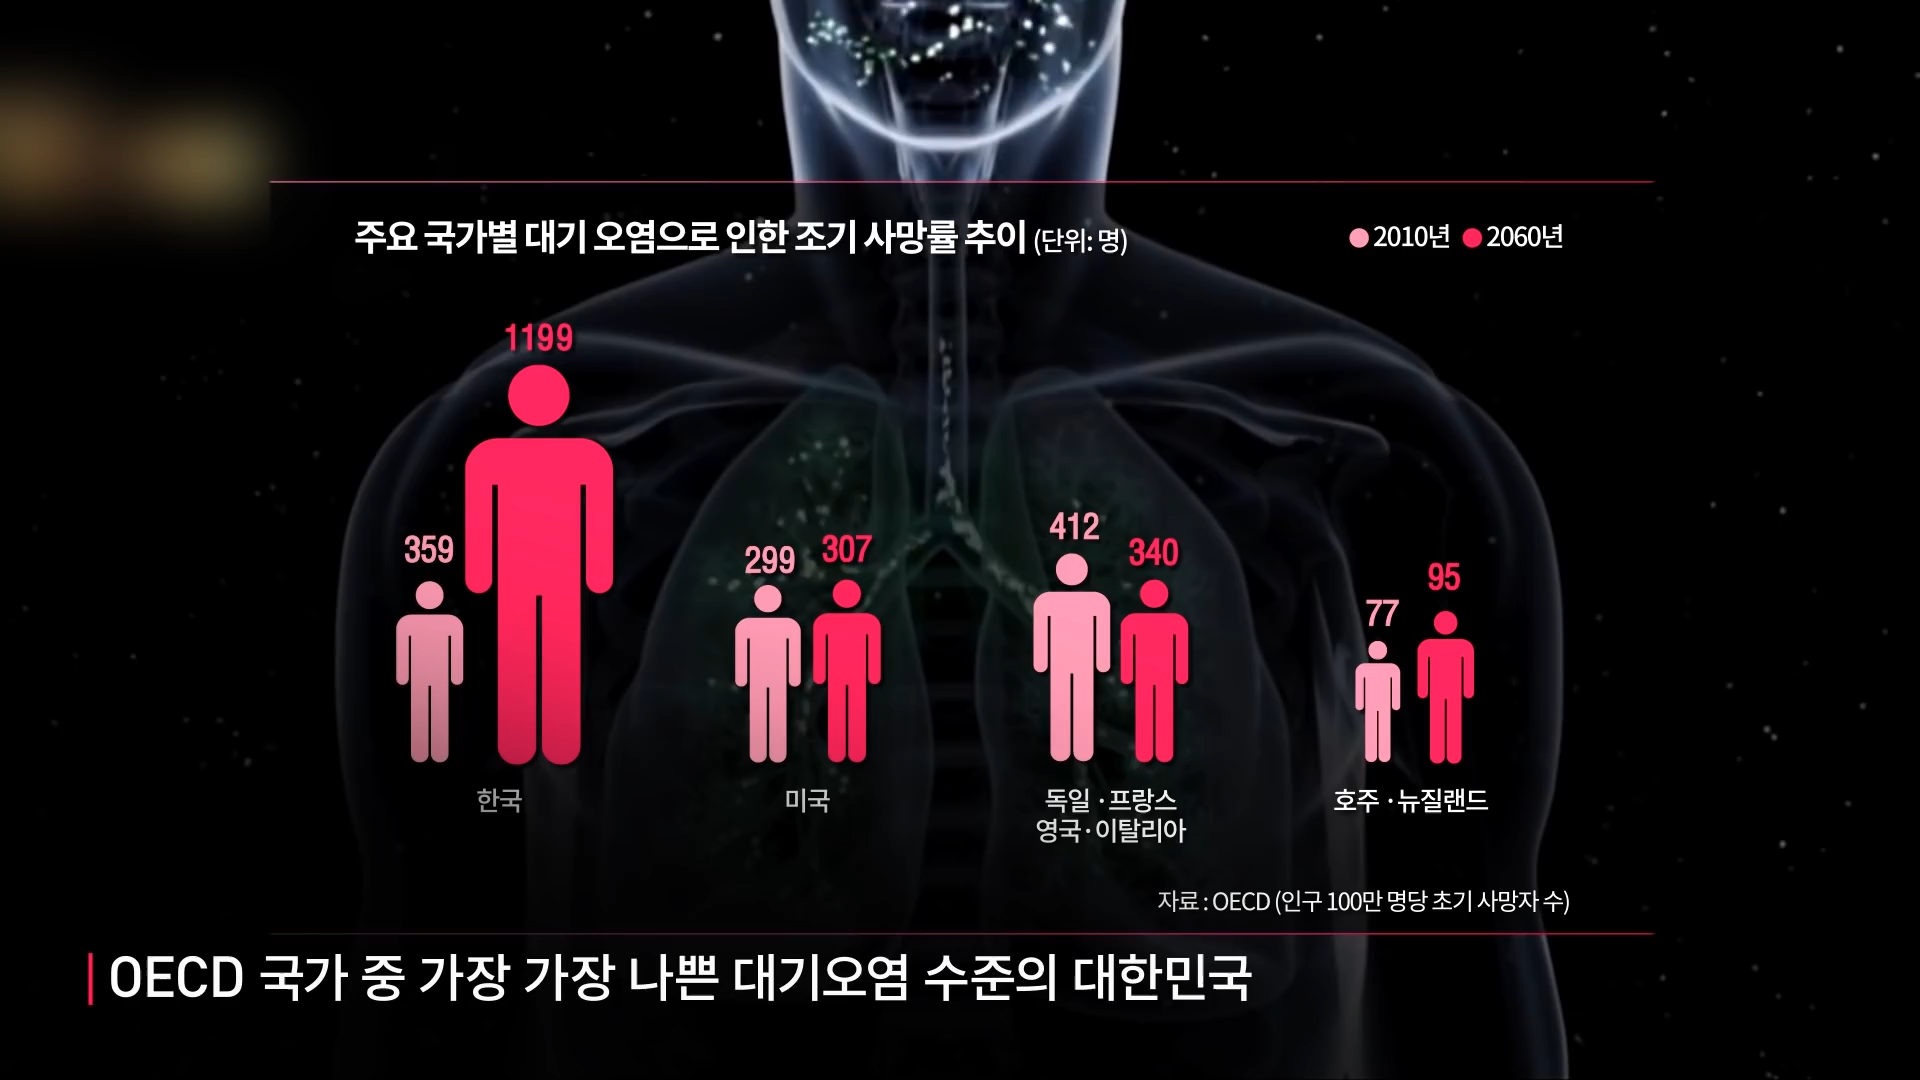 주요 국가별 대기 오염으로 인한 조기 사망률 추이 (단위: 명)
2010년 2060년
1199
359
299
307
412
340
77
95
한국
미국
독일·프랑스
영국·이탈리아
호주·뉴질랜드
자료 : OECD (인구 100만 명당 초기 사망자 수)
OECD 국가 중 가장 가장 나쁜 대기오염 수준의 대한민국